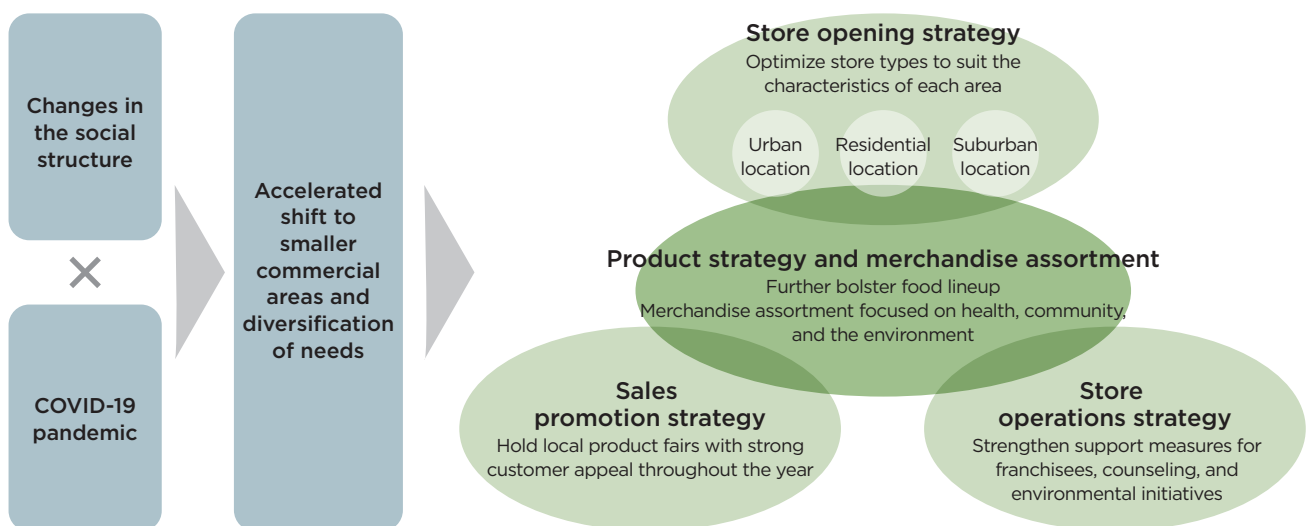 Changes in
the social
structure
×
COVID-19
pandemic
Accelerated
shift to
smaller
commercial
areas and
diversification
of needs
Store opening strategy
Optimize store types to suit the
characteristics of each area
Urban
location
Residential
location
Suburban
location
Product strategy and merchandise assortment
Further bolster food lineup
Merchandise assortment focused on health, community,
and the environment
Sales
promotion strategy
Hold local product fairs with strong
customer appeal throughout the year
Store
operations strategy
Strengthen support measures for
franchisees, counseling, and
environmental initiatives